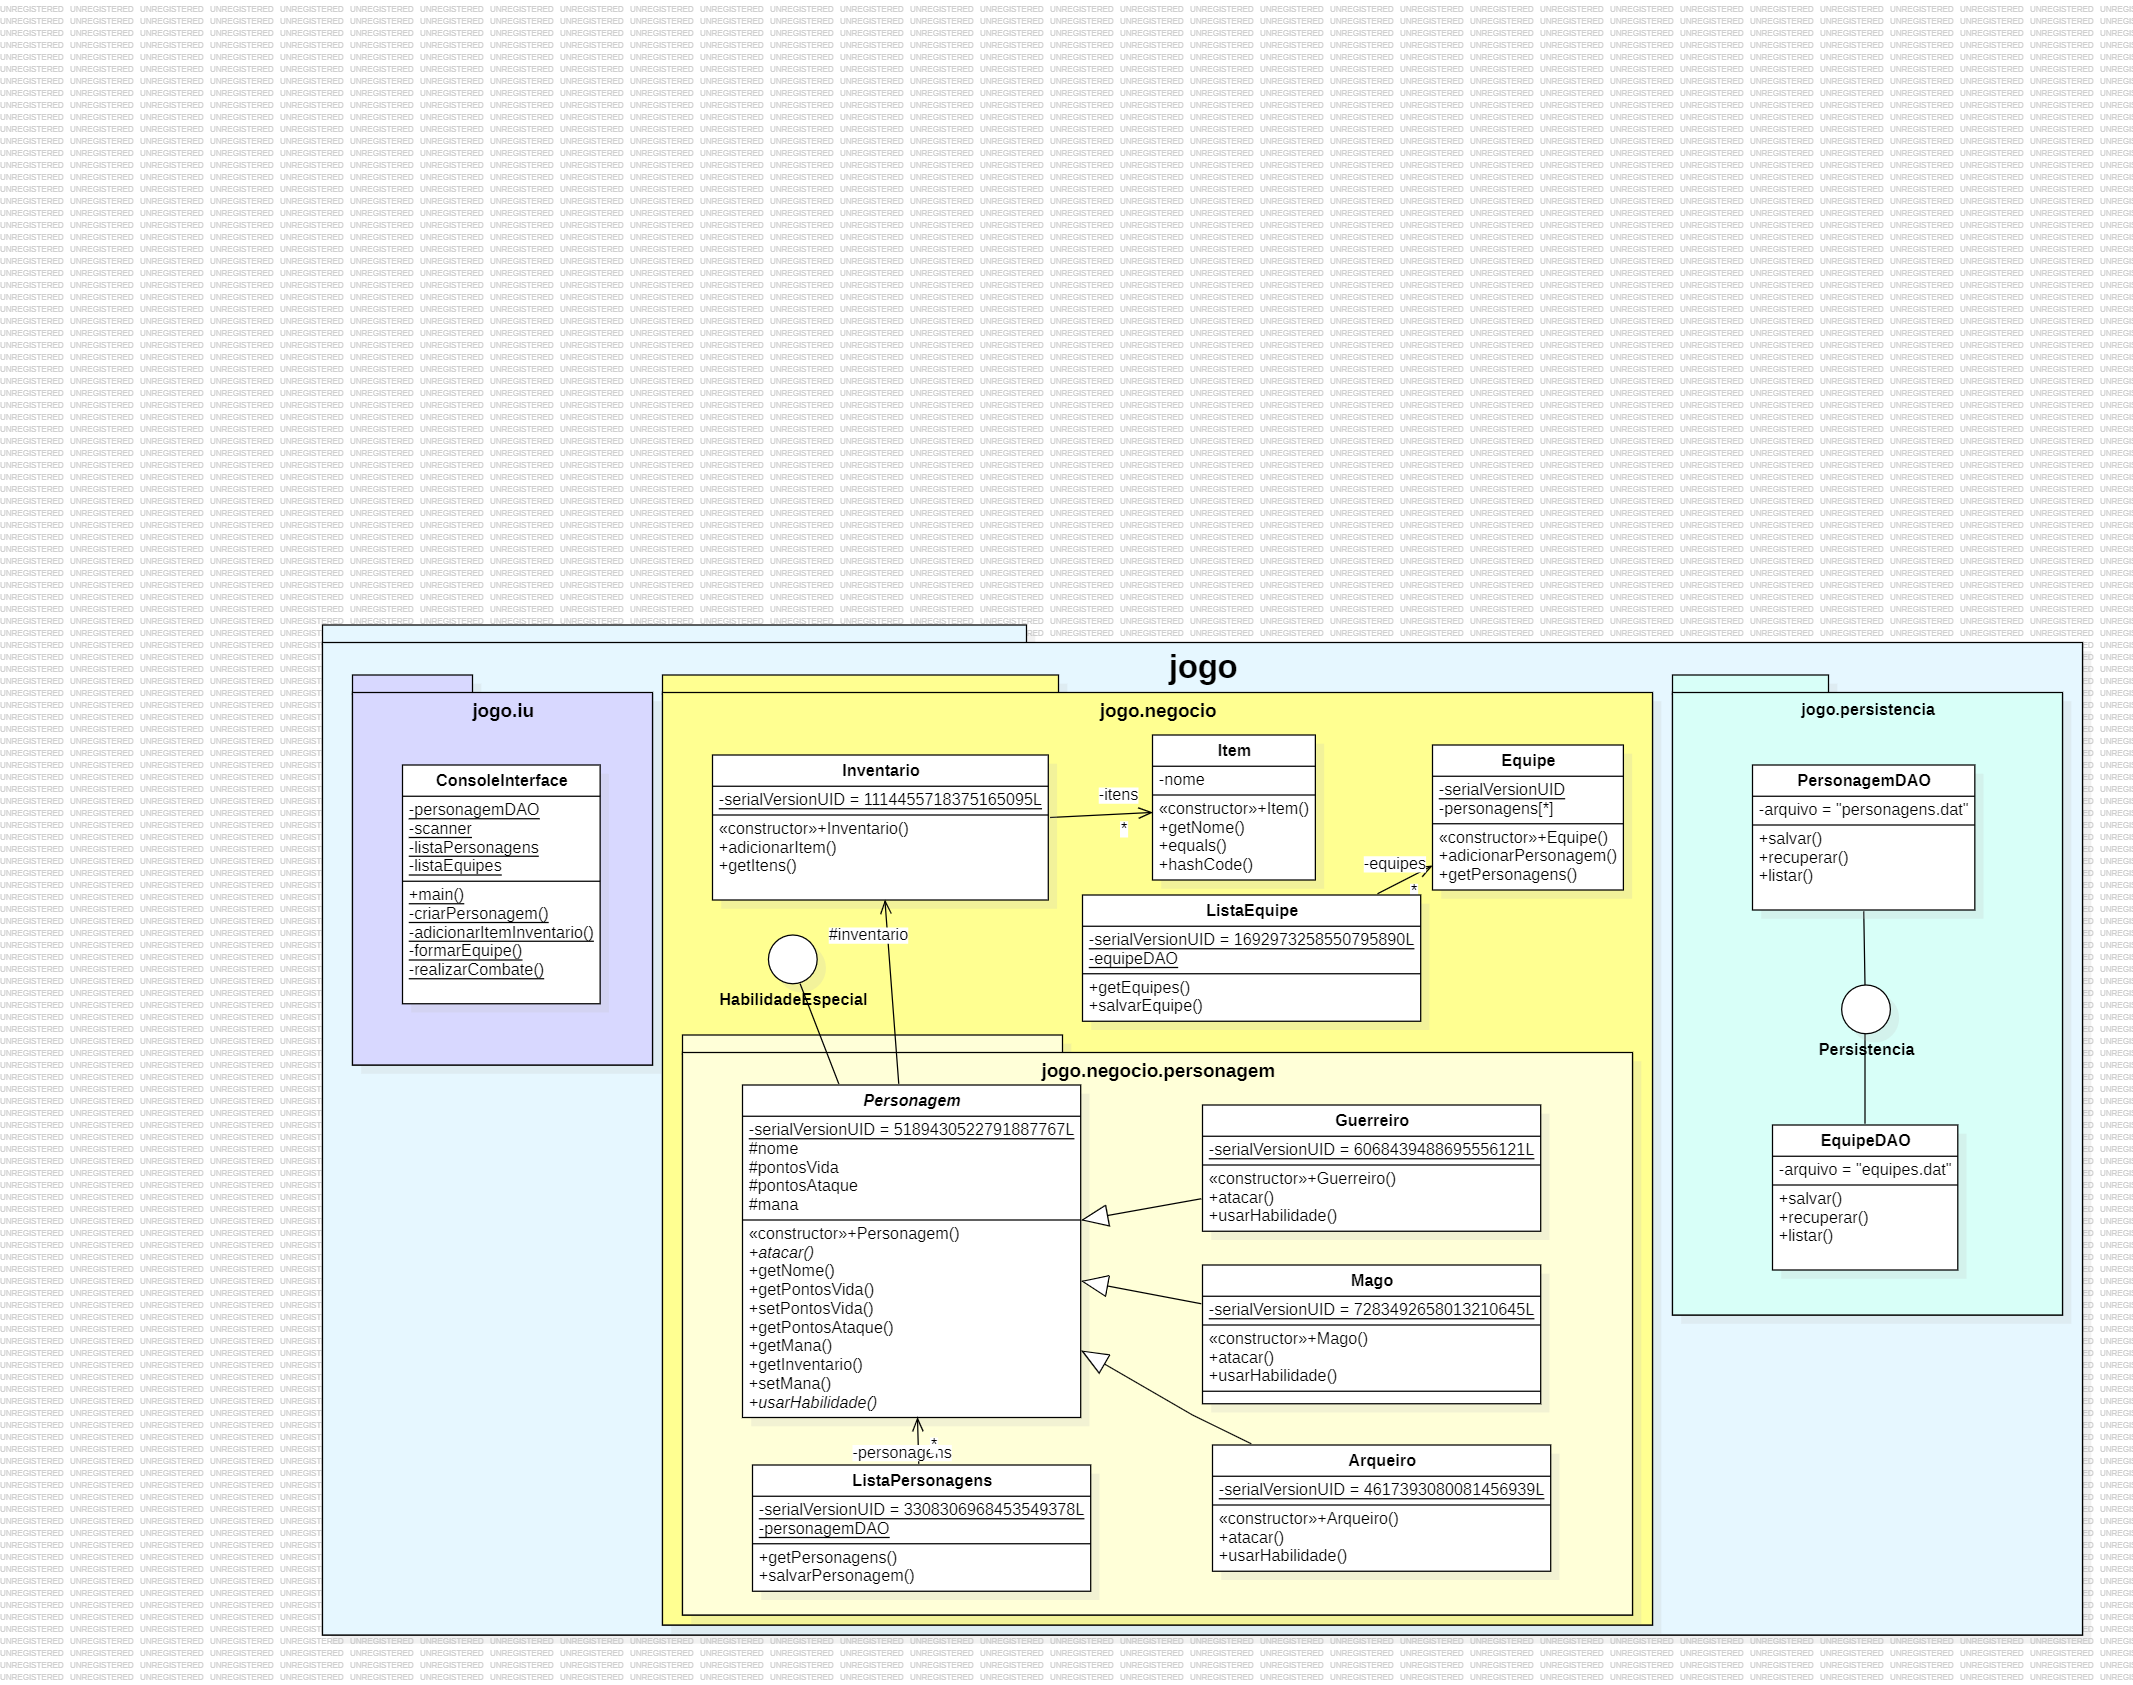 jogo
jogo.iu
ConsoleInterface
-personagemDAO
-scanner
-listaPersonagens
-listaEquipes
+main()
-criarPersonagem()
-adicionarItemInventario()
-formarEquipe()
-realizarCombate()
jogo.negocio
Inventario
-serialVersionUID = 1114455718375165095L
«constructor»+Inventario()
+adicionarItem()
+getItens()
-itens
*
Item
-nome
«constructor»+Item()
+getNome()
+equals()
+hashCode()
Equipe
-serialVersionUID
-personagens[*]
«constructor»+Equipe()
+adicionarPersonagem()
+getPersonagens()
-equipes
*
ListaEquipe
-serialVersionUID = 1692973258550795890L
-equipeDAO
+getEquipes()
+salvarEquipe()
#inventario
HabilidadeEspecial
jogo.negocio.personagem
Personagem
-serialVersionUID = 5189430522791887767L
#nome
#pontosVida
#pontosAtaque
#mana
«constructor»+Personagem()
+atacar()
+getNome()
+getPontosVida()
+setPontosVida()
+getPontosAtaque()
+getMana()
+getInventario()
+setMana()
+usarHabilidade()
Guerreiro
-serialVersionUID = 6068439488695556121L
«constructor»+Guerreiro()
+atacar()
+usarHabilidade()
Mago
-serialVersionUID = 7283492658013210645L
«constructor»+Mago()
+atacar()
+usarHabilidade()
Arqueiro
-serialVersionUID = 4617393080081456939L
«constructor»+Arqueiro()
+atacar()
+usarHabilidade()
*
-personagens
ListaPersonagens
-serialVersionUID = 3308306968453549378L
-personagemDAO
+getPersonagens()
+salvarPersonagem()
jogo.persistencia
PersonagemDAO
-arquivo = "personagens.dat"
+salvar()
+recuperar()
+listar()
Persistencia
EquipeDAO
-arquivo = "equipes.dat"
+salvar()
+recuperar()
+listar()
UNREGISTERED